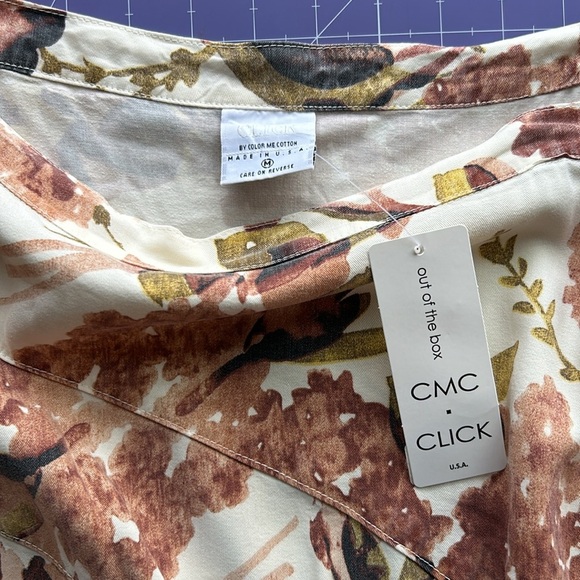 BY COLOR ME COTTON
MADE IN U.S.A.
M
CARE ON REVERSE
out of the box
CMC
.
CLICK
U.S.A.